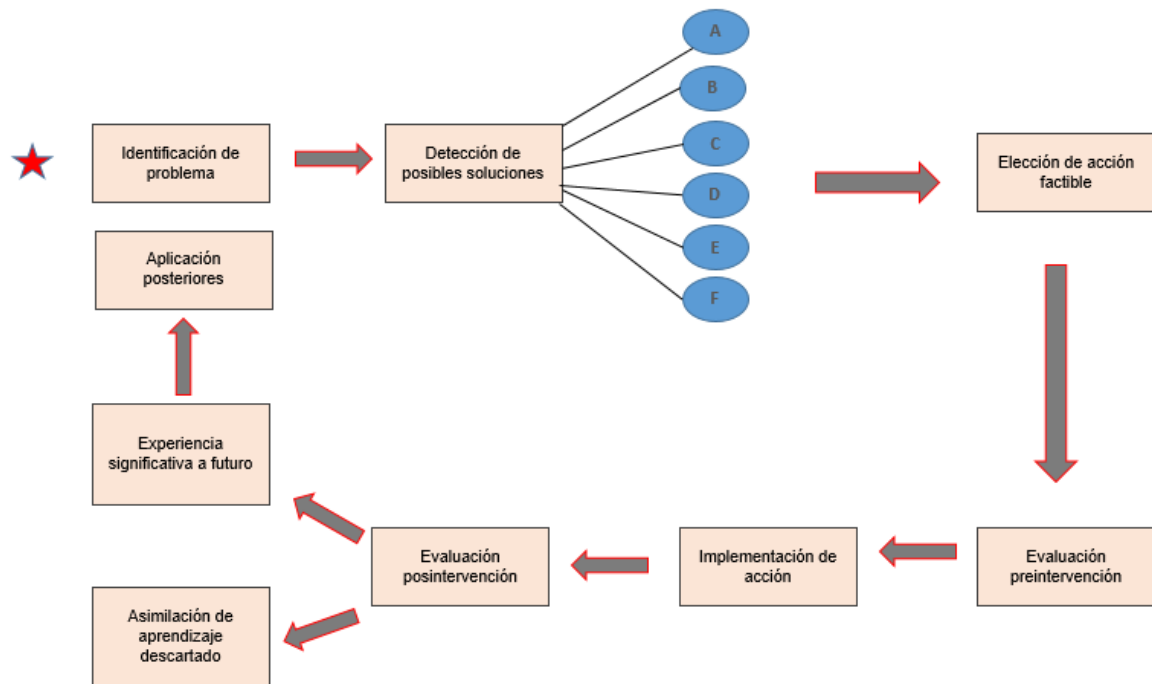 Identificación de
problema
Detección de
posibles soluciones
A
B
C
D
E
F
Elección de acción
factible
Aplicación
posteriores
Experiencia
significativa a futuro
Evaluación
posintervención
Implementación de
acción
Evaluación
preintervención
Asimilación de
aprendizaje
descartado